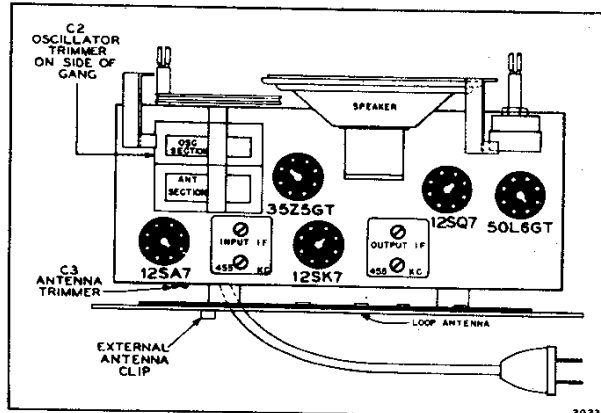 C2
OSCILLATOR
TRIMMER
ON SIDE OF
GANG
SPEAKER
OSC
SECTION
ANT
SECTION
35Z5GT
12SQ7
50L6GT
INPUT IF
OUTPUT IF
12SA7
455 KC
12SK7
455 KC
C3
ANTENNA
TRIMMER
LOOP ANTENNA
EXTERNAL
ANTENNA
CLIP